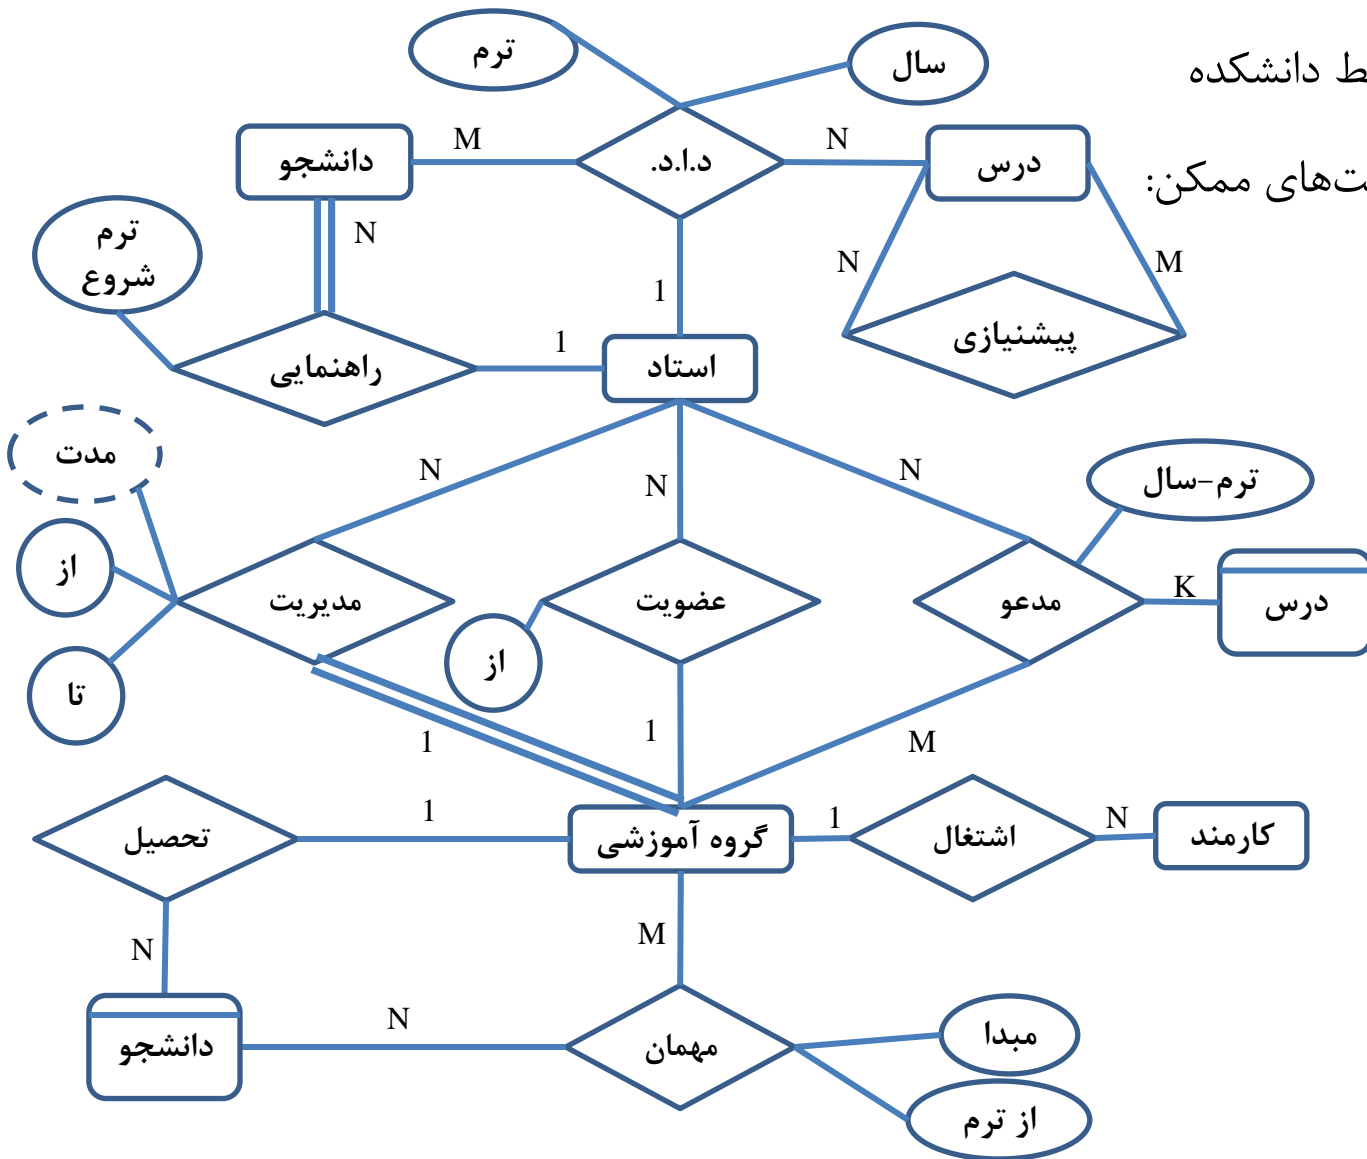 ترم
سال
ط دانشکده
دانشجو
M
د.ا.د.
N
درس
ت‌های ممکن:
ترم
شروع
N
1
N
M
پیشنیازی
راهنمایی
1
استاد
مدت
N
N
N
ترم-سال
از
مدیریت
عضویت
مدعو
K
درس
از
تا
1
1
M
تحصیل
1
گروه آموزشی
1
اشتغال
N
کارمند
N
M
دانشجو
N
مهمان
مبدا
از ترم